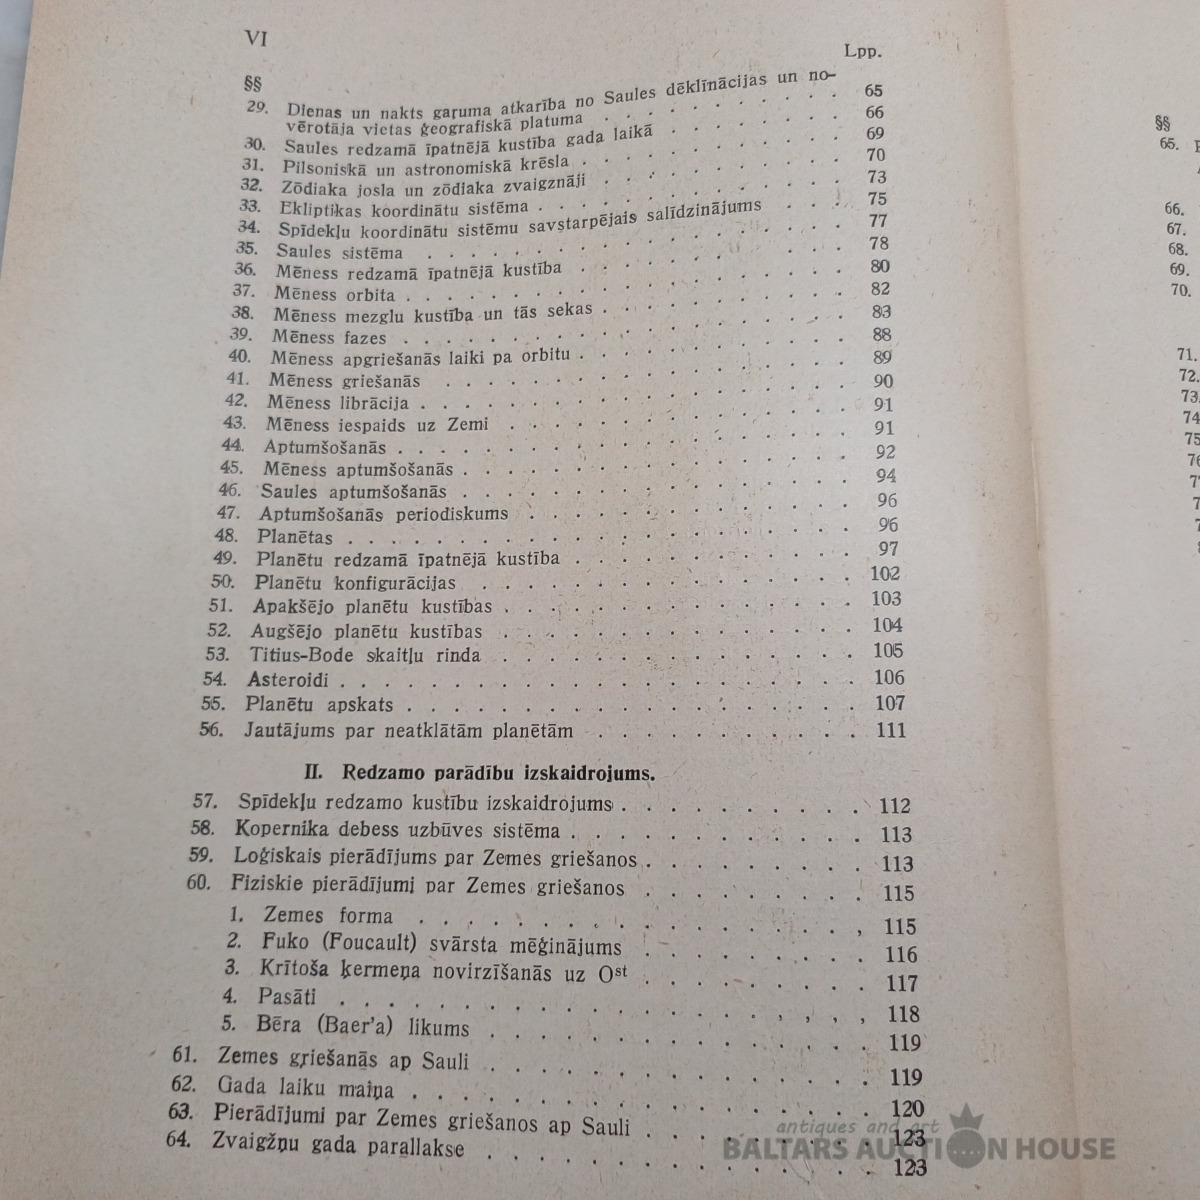 VI
Lpp.
§§
29. Dienas un nakts garuma atkarība no Saules dēklīnācijas un no-
vērotāja vietas ģeografiskā platuma . . . . . . . . . . 65
30. Saules redzamā īpatnējā kustība gada laikā . . . . . . . 66
31. Pilsoniskā un astronomiskā krēsla . . . . . . . . . . . 69
32. Zōdiaka josla un zōdiaka zvaigznāji . . . . . . . . . . 70
33. Ekliptikas koordinātu sistēma . . . . . . . . . . . . . 73
34. Spīdekļu koordinātu sistēmu savstarpējais salīdzinājums . . . 75
35. Saules sistēma . . . . . . . . . . . . . . . . 77
36. Mēness redzamā īpatnējā kustība . . . . . . . . . . 78
37. Mēness orbita . . . . . . . . . . . . . . . . 80
38. Mēness mezglu kustība un tās sekas . . . . . . . . . . 82
39. Mēness fazes . . . . . . . . . . . . . . . . 83
40. Mēness apgriešanās laiki pa orbitu . . . . . . . . . . 88
41. Mēness griešanās . . . . . . . . . . . . . . . 89
42. Mēness librācija . . . . . . . . . . . . . . . . 90
43. Mēness iespaids uz Zemi . . . . . . . . . . . . . 91
44. Aptumšošanās . . . . . . . . . . . . . . . . . 91
45. Mēness aptumšošanās . . . . . . . . . . . . . . 92
46. Saules aptumšošanās . . . . . . . . . . . . . . 94
47. Aptumšošanās periodiskums . . . . . . . . . . . . 96
48. Planētas . . . . . . . . . . . . . . . . . . . 96
49. Planētu redzamā īpatnējā kustība . . . . . . . . . . 97
50. Planētu konfigurācijas . . . . . . . . . . . . . . 102
51. Apakšējo planētu kustības . . . . . . . . . . . . . 103
52. Augšējo planētu kustības . . . . . . . . . . . . . 104
53. Titius-Bode skaitļu rinda . . . . . . . . . . . . . 105
54. Asteroidi . . . . . . . . . . . . . . . . . . 106
55. Planētu apskats . . . . . . . . . . . . . . . . 107
56. Jautājums par neatklātām planētām . . . . . . . . . . 111
II. Redzamo parādību izskaidrojums.
57. Spīdekļu redzamo kustību izskaidrojums . . . . . . . . . 112
58. Kopernika debess uzbūves sistēma . . . . . . . . . . . 113
59. Loģiskais pierādījums par Zemes griešanos . . . . . . . . 113
60. Fiziskie pierādījumi par Zemes griešanos . . . . . . . . 115
1. Zemes forma . . . . . . . . . . . . . . . . 115
2. Fuko (Foucault) svārsta mēģinājums . . . . . . . . 116
3. Krītoša ķermeņa novirzīšanās uz Ost . . . . . . . . 117
4. Pasāti . . . . . . . . . . . . . . . . . . 118
5. Bēra (Baer'a) likums . . . . . . . . . . . . . 119
61. Zemes griešanās ap Sauli . . . . . . . . . . . . . 119
62. Gada laiku maiņa . . . . . . . . . . . . . . . . 120
63. Pierādījumi par Zemes griešanos ap Sauli . . . . . . . . 123
64. Zvaigžņu gada parallakse . . . . . . . . . . . . . 123
§§
65.
66.
67.
68.
69.
70.
71.
72.
73.
74
75
76
antiques and art
BALTARS AUCTION HOUSE